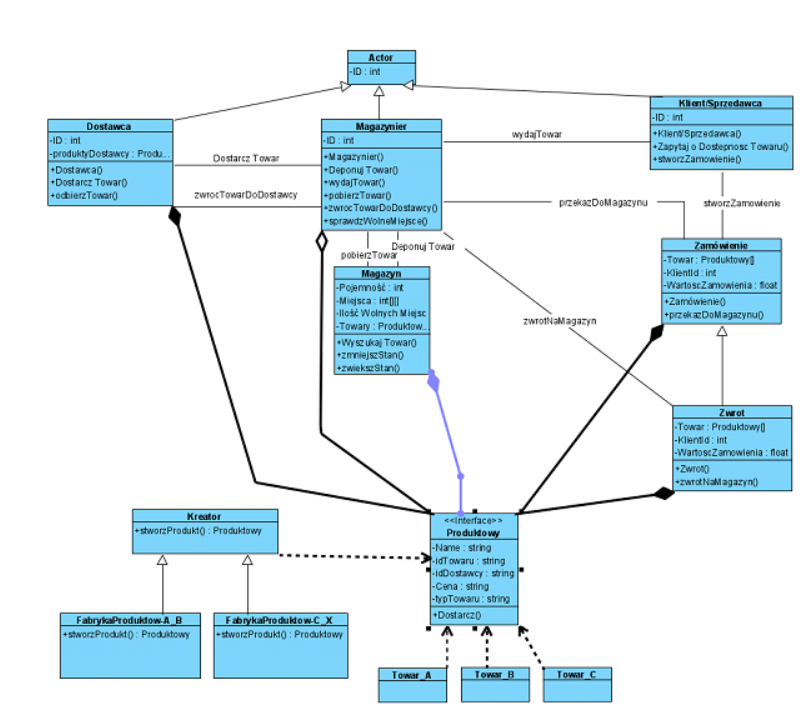 Actor
-ID : int
Klient/Sprzedawca
-ID : int
+Klient/Sprzedawca()
+Zapytaj o Dostepnosc Towaru()
+stworzZamowienie()
Dostawca
-ID : int
-produktyDostawcy : Produ...
+Dostawca()
+Dostarcz Towar()
+odbierzTowar()
Magazynier
-ID : int
+Magazynier()
+Deponuj Towar()
+wydajTowar()
+pobierzTowar()
+zwrocTowarDoDostawcy()
+sprawdzWolneMiejsce()
wydajTowar
Dostarcz Towar
zwrocTowarDoDostawcy
przekazDoMagazynu
stworzZamowienie
Deponuj Towar
pobierzTowar
Zamówienie
-Towar : Produktowy[]
-KlientId : int
-WartoscZamowienia : float
+Zamówienie()
+przekazDoMagazynu()
Magazyn
-Pojemność : int
-Miejsca : int[][]
-Ilość Wolnych Miejsc
-Towary : Produktow...
+Wyszukaj Towar()
+zmniejszStan()
+zwiekszStan()
zwrotNaMagazyn
Zwrot
-Towar : Produktowy[]
-KlientId : int
-WartoscZamowienia : float
+Zwrot()
+zwrotNaMagazyn()
Kreator
+stworzProdukt() : Produktowy
<<Interface>>
Produktowy
-Name : string
-idTowaru : string
-idDostawcy : string
-Cena : string
-typTowaru : string
+Dostarcz()
FabrykaProduktow-A_B
+stworzProdukt() : Produktowy
FabrykaProduktow-C_X
+stworzProdukt() : Produktowy
Towar_A
Towar_B
Towar_C